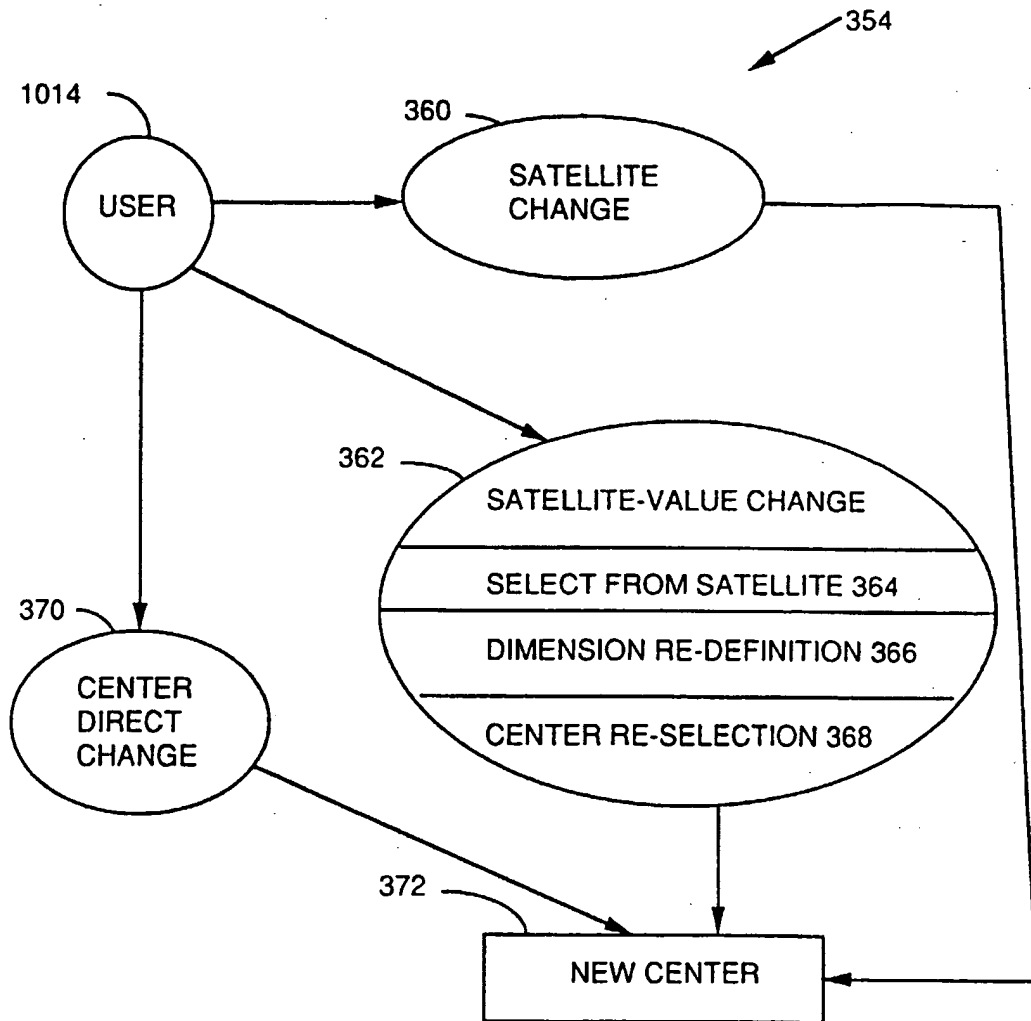 354
1014
360
USER
SATELLITE
CHANGE
362
SATELLITE-VALUE CHANGE
SELECT FROM SATELLITE 364
DIMENSION RE-DEFINITION 366
CENTER RE-SELECTION 368
370
CENTER
DIRECT
CHANGE
372
NEW CENTER